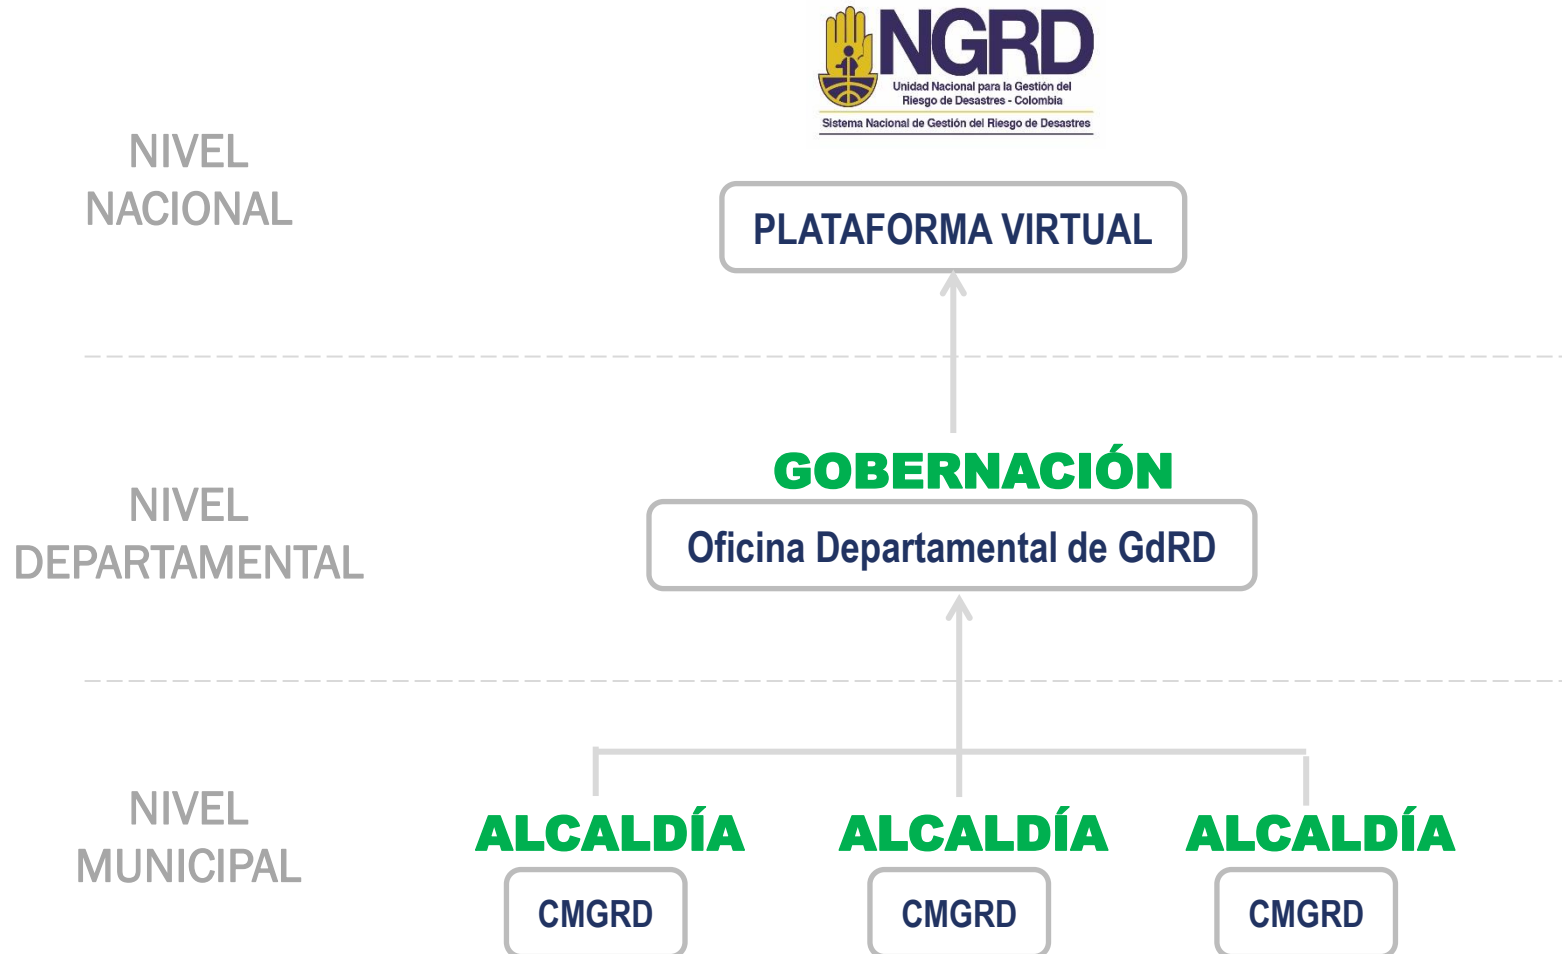 NGRD
Unidad Nacional para la Gestión del
Riesgo de Desastres - Colombia
Sistema Nacional de Gestión del Riesgo de Desastres
NIVEL
NACIONAL
PLATAFORMA VIRTUAL
GOBERNACIÓN
NIVEL
DEPARTAMENTAL
Oficina Departamental de GdRD
NIVEL
MUNICIPAL
ALCALDÍA
ALCALDÍA
ALCALDÍA
CMGRD
CMGRD
CMGRD